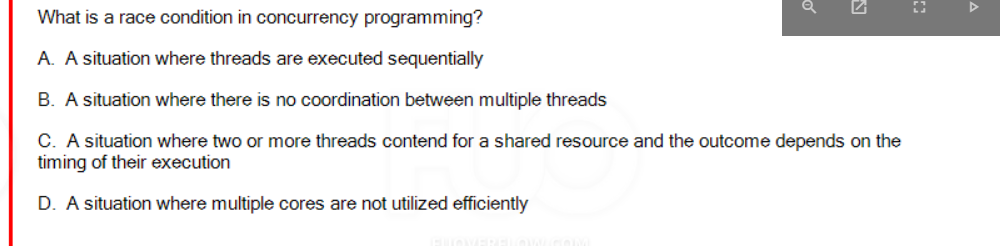 What is a race condition in concurrency programming?
A. A situation where threads are executed sequentially
B. A situation where there is no coordination between multiple threads
C. A situation where two or more threads contend for a shared resource and the outcome depends on the
timing of their execution
D. A situation where multiple cores are not utilized efficiently